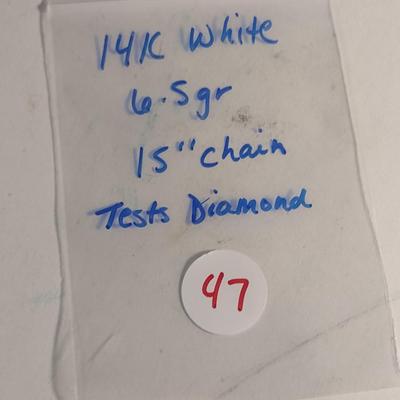 14K White
6.5gr
15" chain
Tests Diamond
47